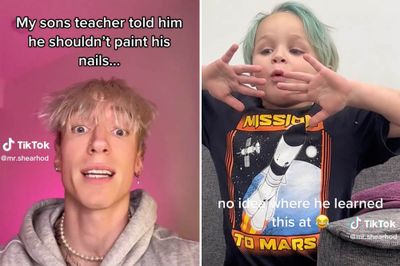 My sons teacher told him
he shouldn't paint his
nails...
TikTok
@mr.shearhod
MISSION
TO MARS
no idea where he learned
this at 😂
TikTok
@mr.shearhod